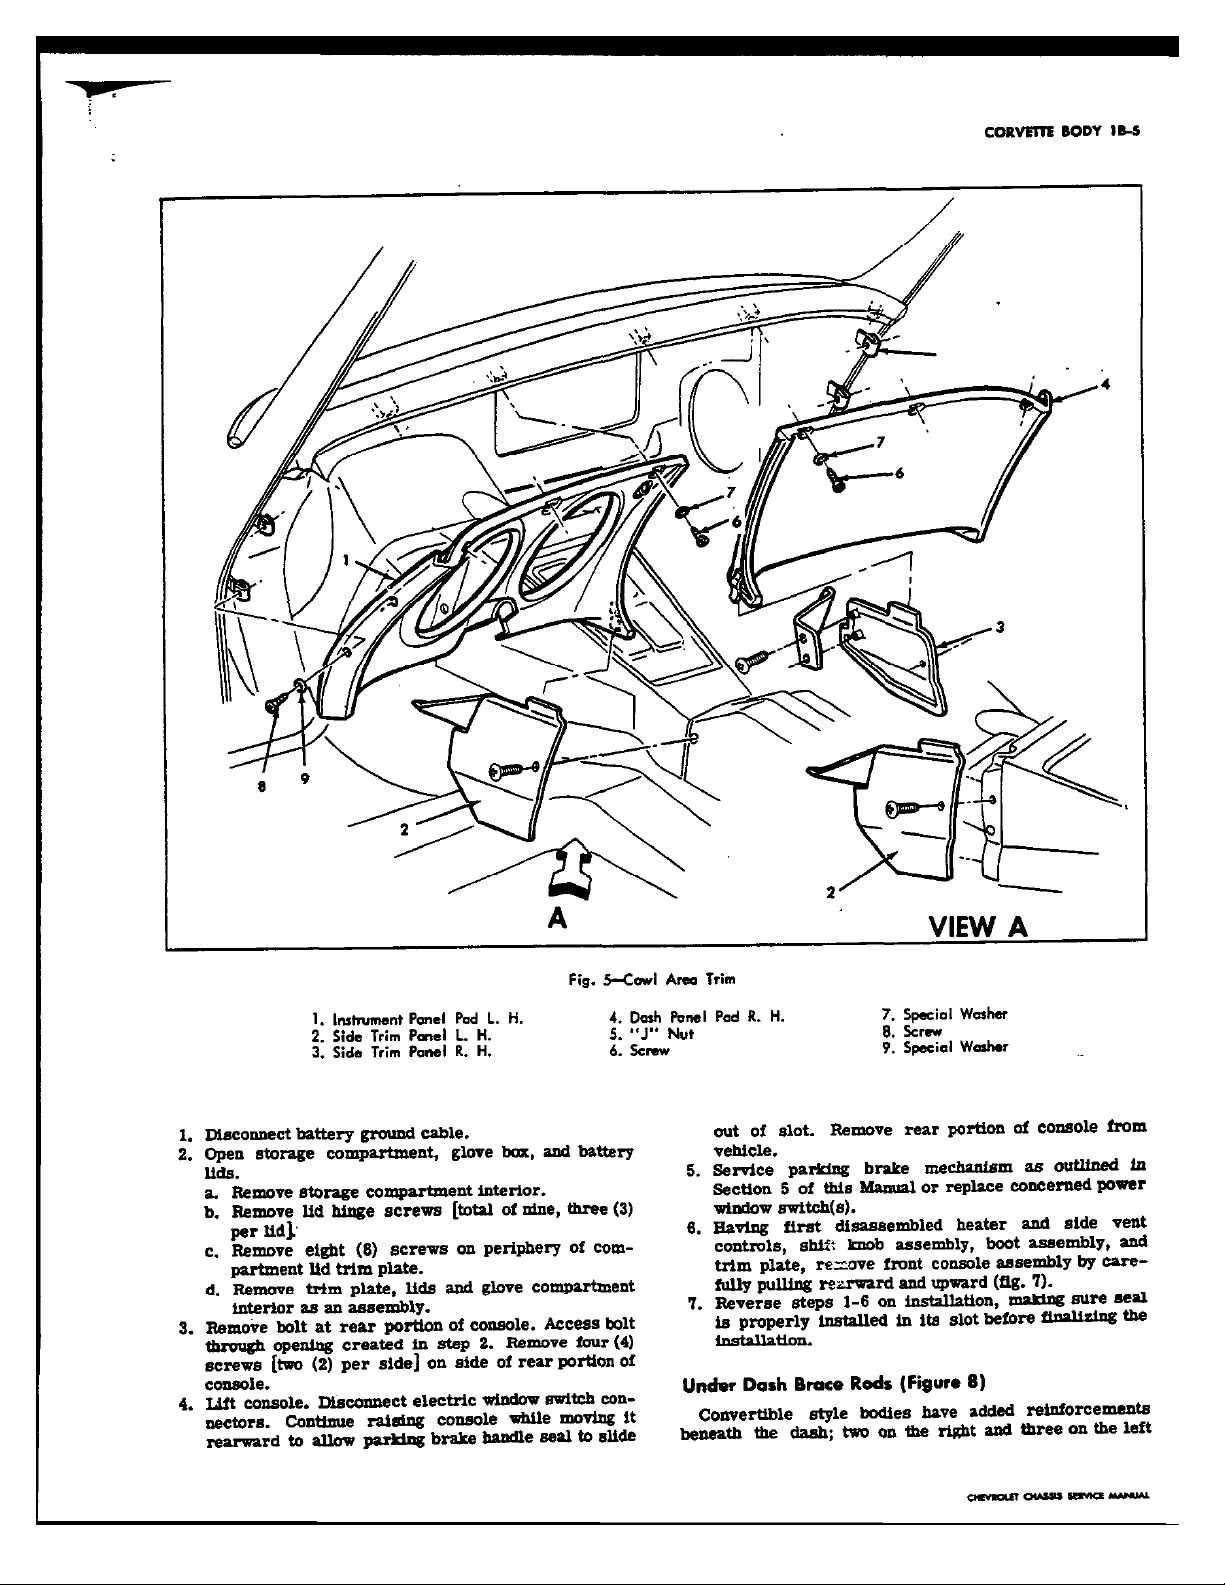 CORVETTE BODY 1B-5
4
7
6
7
6
1
3
8
9
2
2
A
VIEW A
Fig. 5—Cowl Area Trim
1. Instrument Panel Pad L. H.
2. Side Trim Panel L. H.
3. Side Trim Panel R. H.
4. Dash Panel Pad R. H.
5. "J" Nut
6. Screw
7. Special Washer
8. Screw
9. Special Washer
1. Disconnect battery ground cable.
2. Open storage compartment, glove box, and battery
lids.
a. Remove storage compartment interior.
b. Remove lid hinge screws [total of nine, three (3)
per lid].
c. Remove eight (8) screws on periphery of com-
partment lid trim plate.
d. Remove trim plate, lids and glove compartment
interior as an assembly.
3. Remove bolt at rear portion of console. Access bolt
through opening created in step 2. Remove four (4)
screws [two (2) per side] on side of rear portion of
console.
4. Lift console. Disconnect electric window switch con-
nectors. Continue raising console while moving it
rearward to allow parking brake handle seal to slide
out of slot. Remove rear portion of console from
vehicle.
5. Service parking brake mechanism as outlined in
Section 5 of this Manual or replace concerned power
window switch(s).
6. Having first disassembled heater and side vent
controls, shift knob assembly, boot assembly, and
trim plate, remove front console assembly by care-
fully pulling rearward and upward (fig. 7).
7. Reverse steps 1-6 on installation, making sure seal
is properly installed in its slot before finalizing the
installation.
Under Dash Brace Rods (Figure 8)
Convertible style bodies have added reinforcements
beneath the dash; two on the right and three on the left
CHEVROLET CHASSIS SERVICE MANUAL